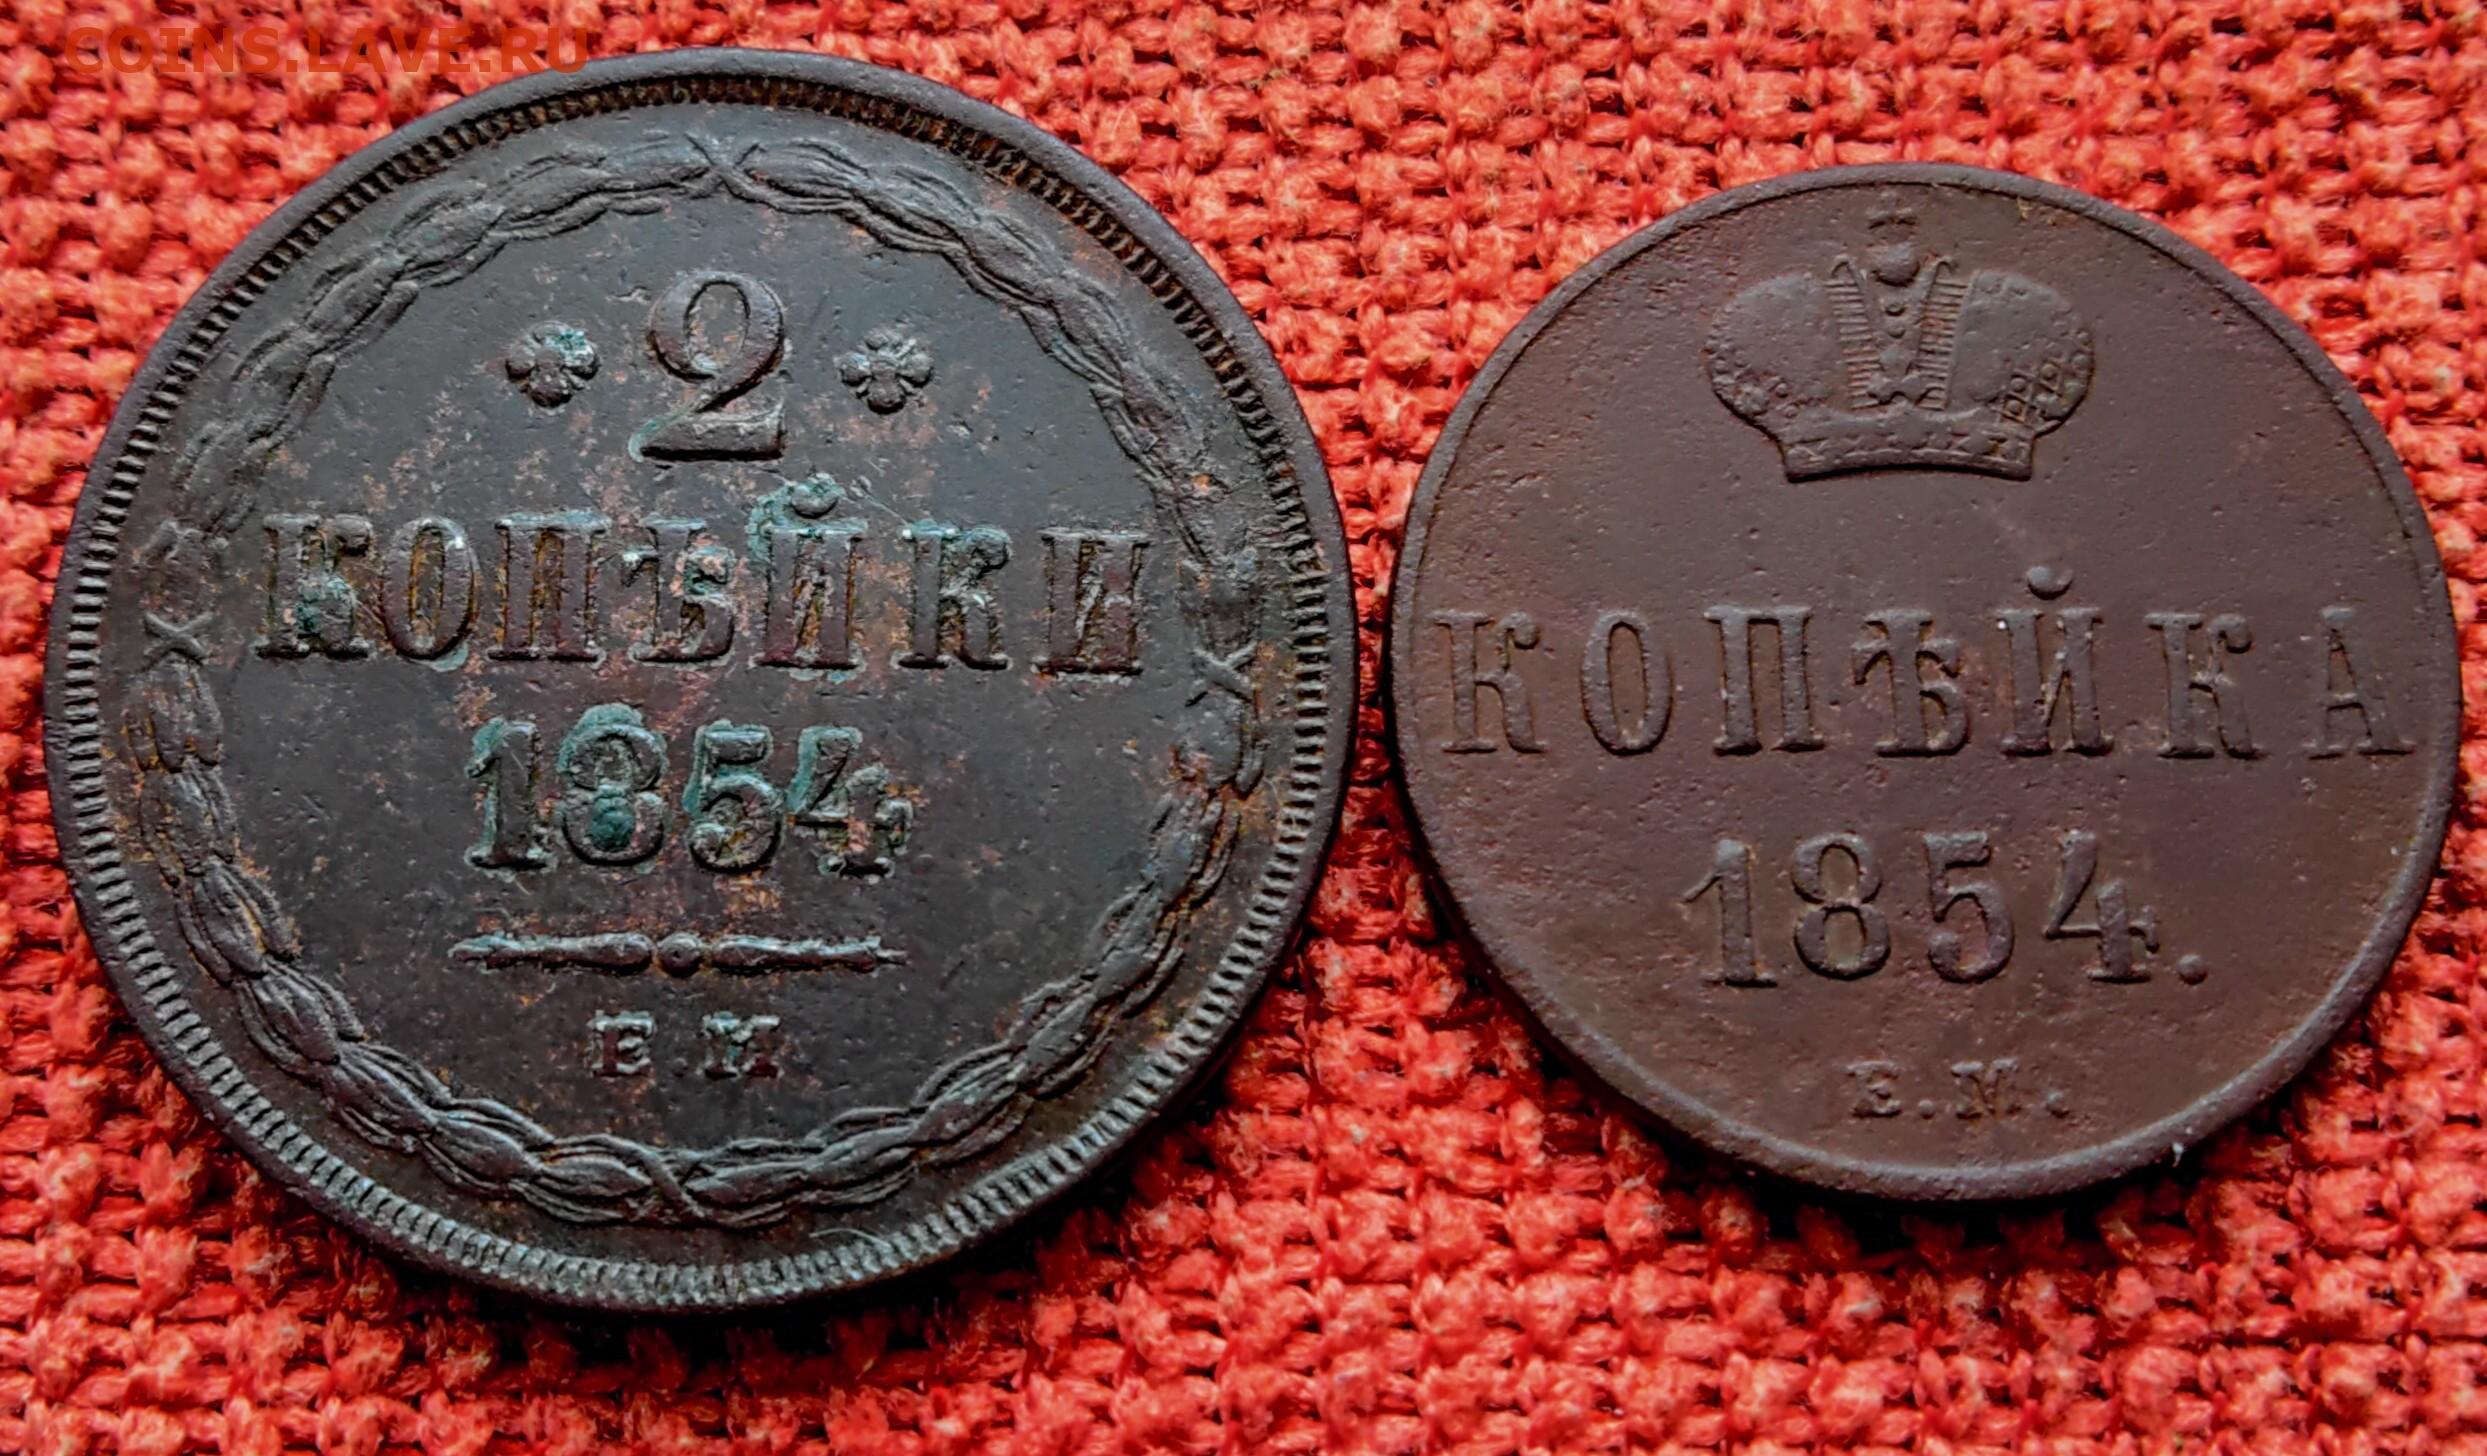 COINS.LAVE.RU
2
КОПѢЙКИ
1854
Е.М
КОПѢЙКА
1854.
Е.М.